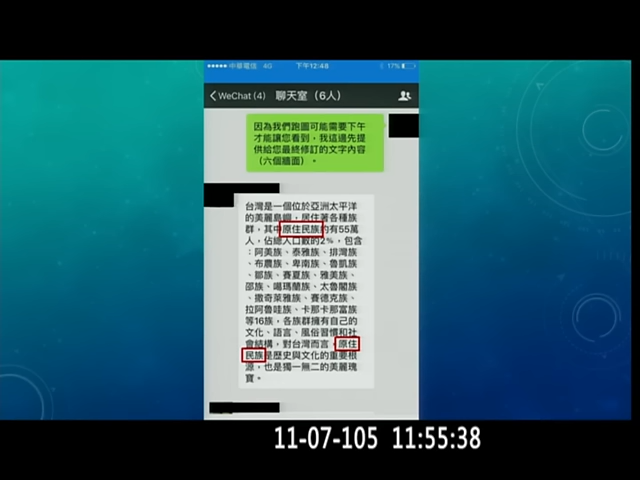 中華電信 4G 下午12:48 17%
WeChat (4) 聊天室（6人）
因為我們跑圖可能需要下午
才能讓您看到，我這邊先提
供給您最終修訂的文字內容
（六個牆面）。
台灣是一個位於亞洲太平洋
的美麗島嶼，居住著各種族
群，其中原住民族約有55萬
人，佔總人口數的2%，包含
：阿美族、泰雅族、排灣族
、布農族、卑南族、魯凱族
、鄒族、賽夏族、雅美族、
邵族、噶瑪蘭族、太魯閣族
、撒奇萊雅族、賽德克族、
拉阿魯哇族、卡那卡那富族
等16族，各族群擁有自己的
文化、語言、風俗習慣和社
會結構，對台灣而言，原住
民族是歷史與文化的重要根
源，也是獨一無二的美麗瑰
寶。
11-07-105 11:55:38